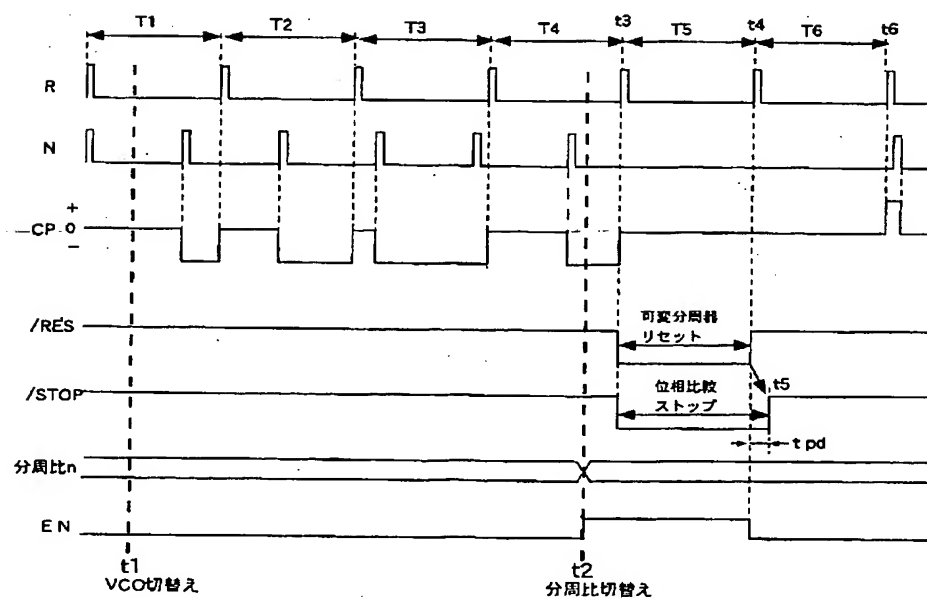 T1 T2 T3 T4 t3 T5 t4 T6 t6
R
N
+
CP 0
−
/RES
可変分周器
リセット
t5
/STOP
位相比較
ストップ
t pd
分周比n
EN
t1
VCO切替え
t2
分周比切替え